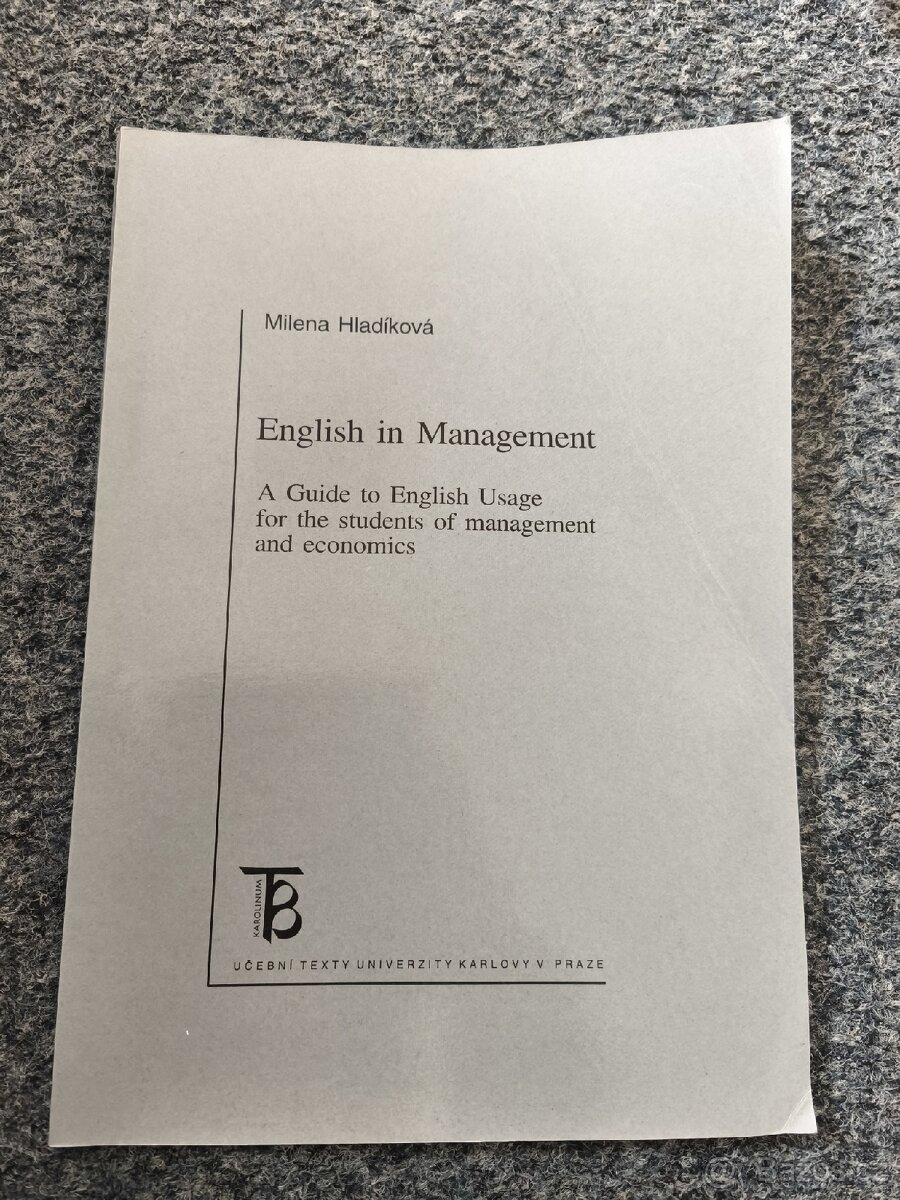 Milena Hladíková
English in Management
A Guide to English Usage
for the students of management
and economics
KAROLINUM
UČEBNÍ TEXTY UNIVERZITY KARLOVY V PRAZE